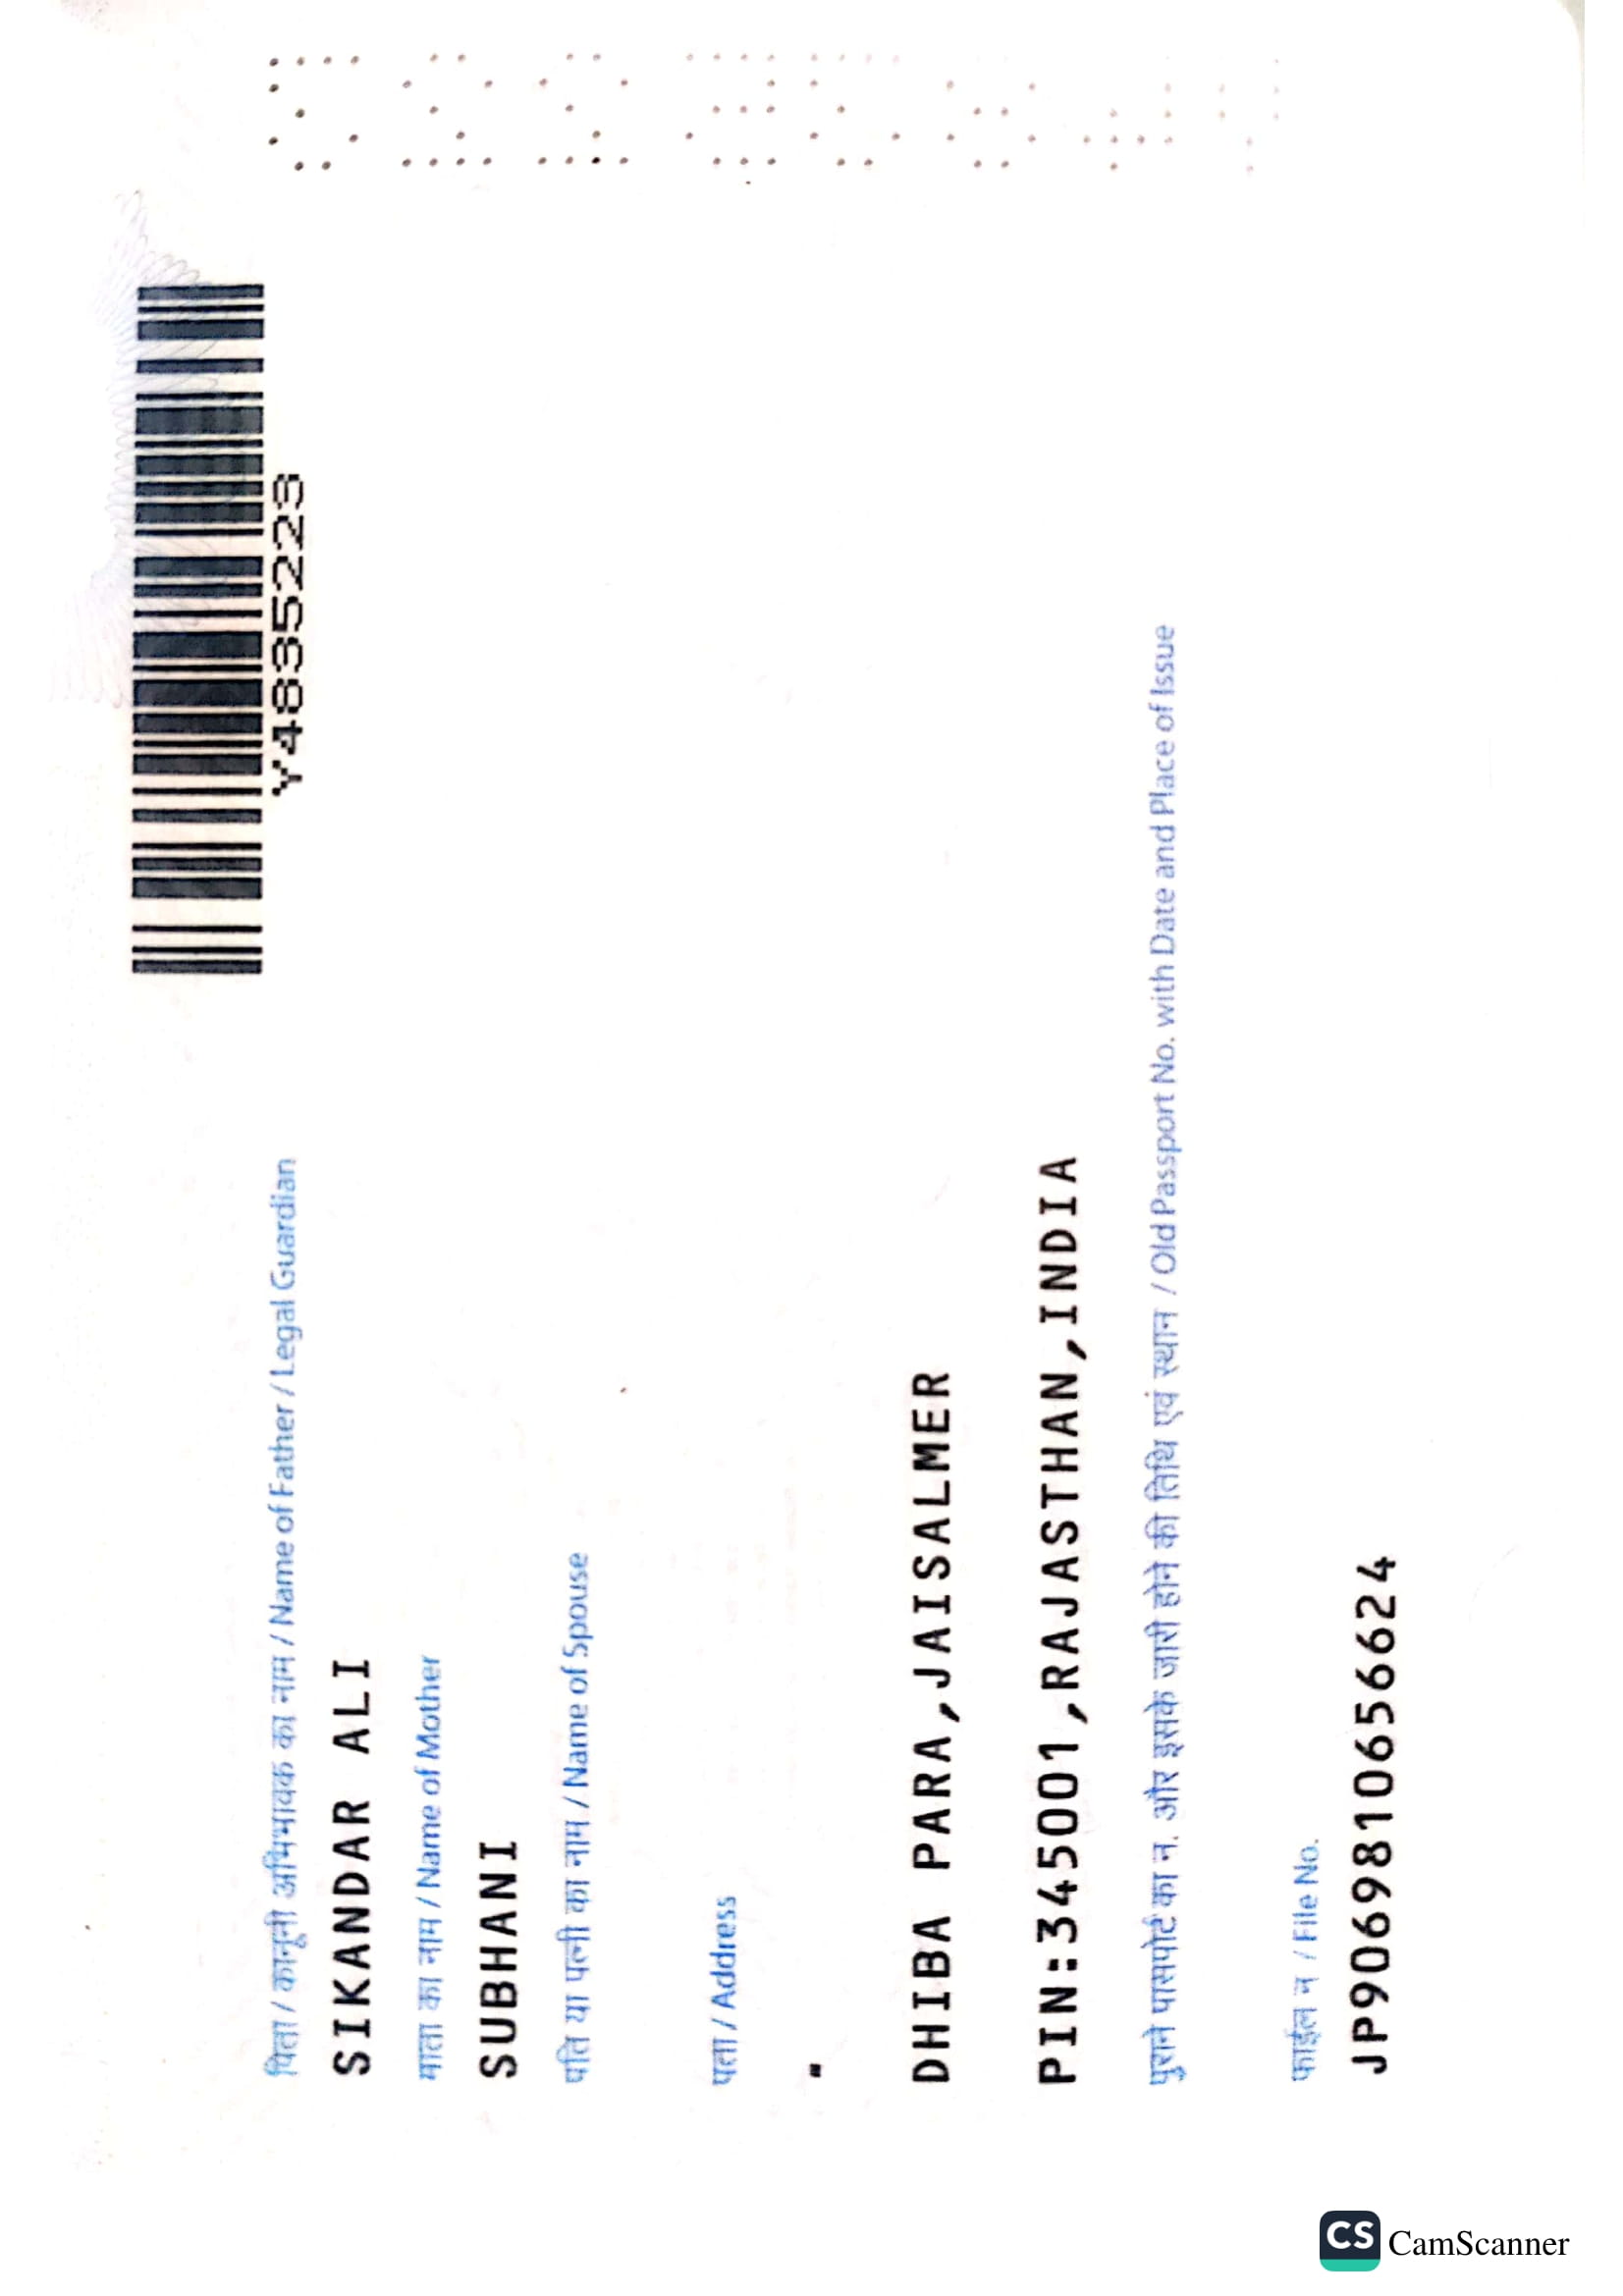 Y4835223
पिता / कानूनी अभिभावक का नाम / Name of Father / Legal Guardian
SIKANDAR ALI
माता का नाम / Name of Mother
SUBHANI
पति या पत्नी का नाम / Name of Spouse
पता / Address
DHIBA PARA,JAISALMER
PIN:345001,RAJASTHAN,INDIA
पुराने पासपोर्ट का न. और इसके जारी होने की तिथि एवं स्थान / Old Passport No. with Date and Place of Issue
फाईल न / File No.
JP9069810656624
CS CamScanner